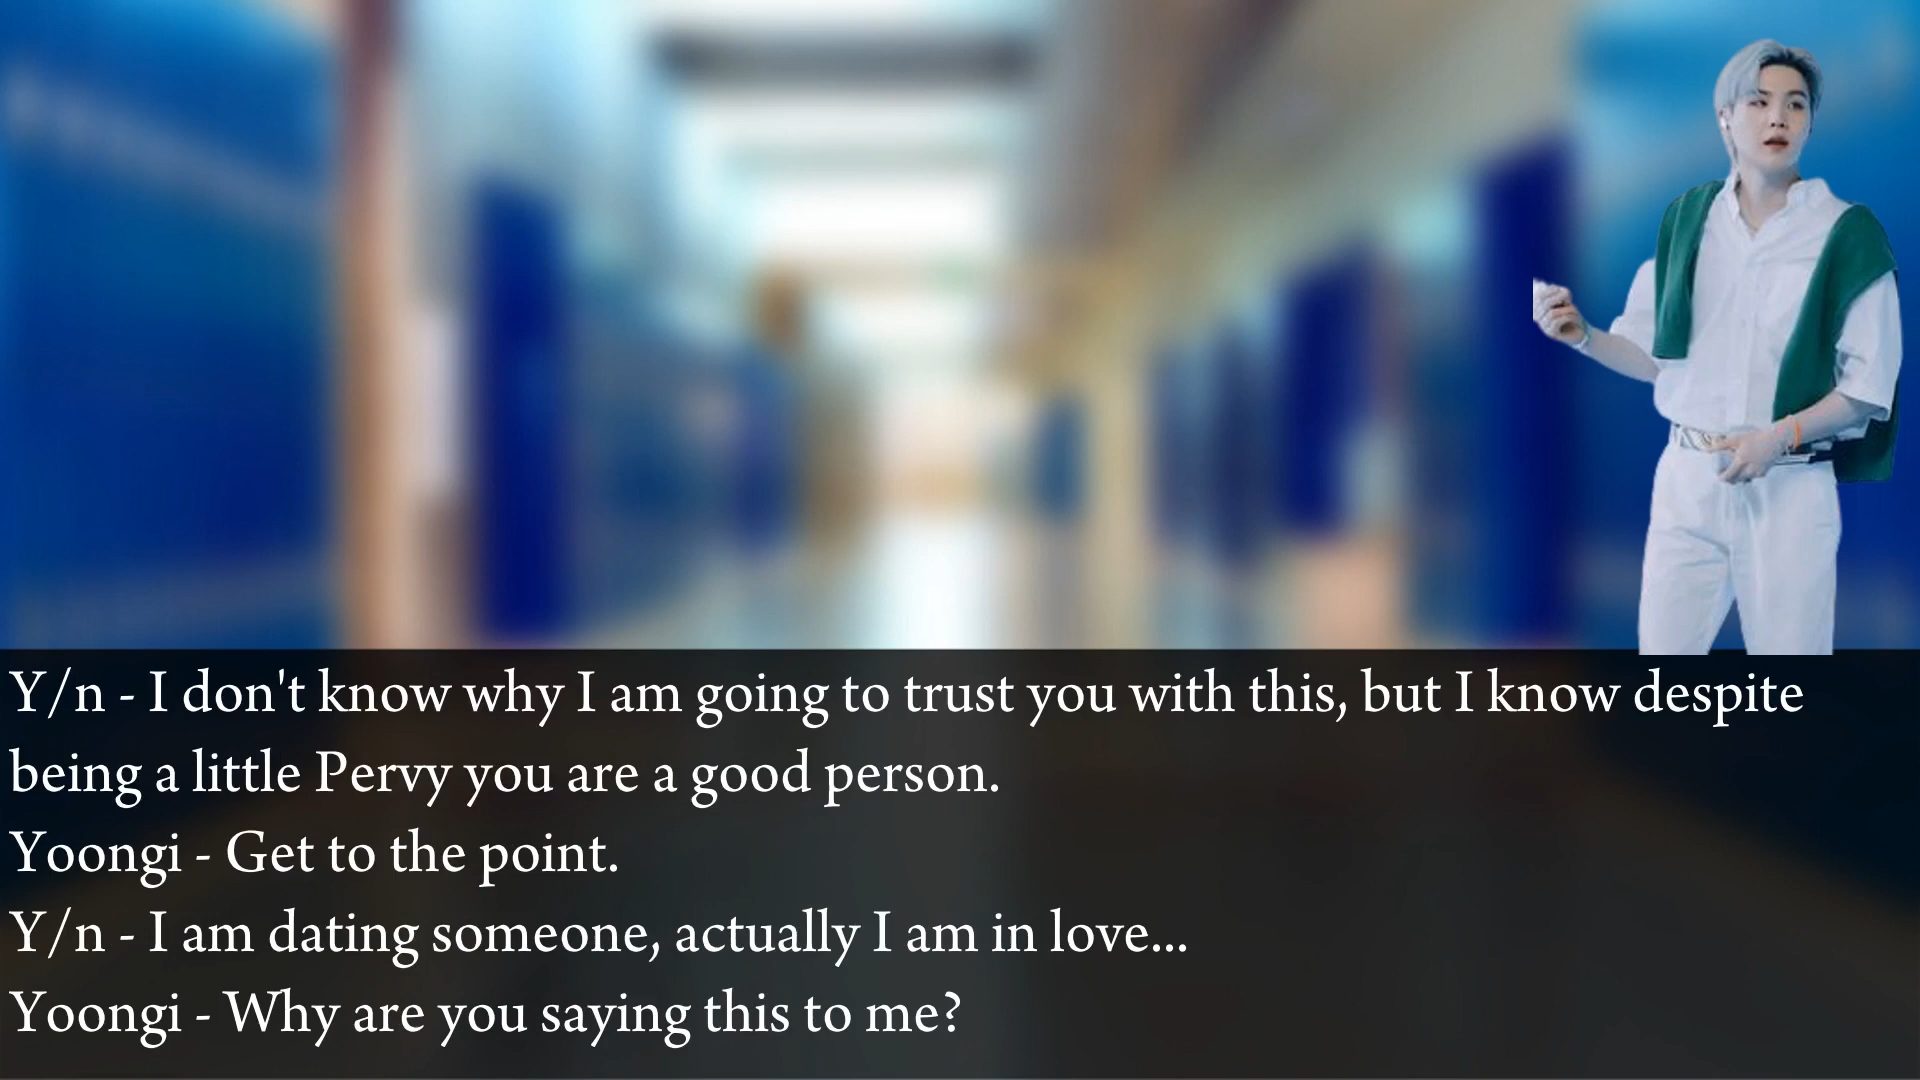 Y/n - I don't know why I am going to trust you with this, but I know despite
being a little Pervy you are a good person.
Yoongi - Get to the point.
Y/n - I am dating someone, actually I am in love...
Yoongi - Why are you saying this to me?